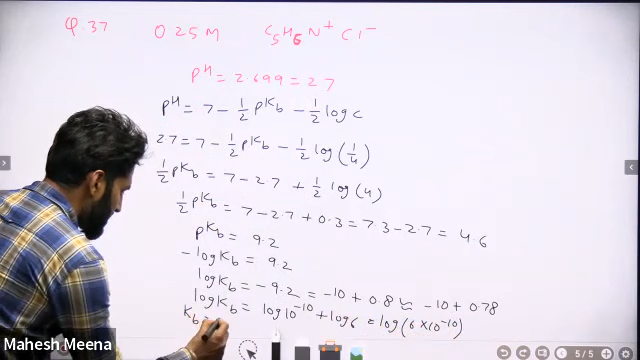 Q.37 0.25 M C5H6 N+ Cl-
pH = 2.699 = 2.7
pH = 7 - 1/2 pKb - 1/2 log c
2.7 = 7 - 1/2 pKb - 1/2 log (1/4)
1/2 pKb = 7 - 2.7 + 1/2 log (4)
1/2 pKb = 7 - 2.7 + 0.3 = 7.3 - 2.7 = 4.6
pKb = 9.2
- log Kb = 9.2
log Kb = - 9.2 = -10 + 0.8 ≈ -10 + 0.78
log Kb = log 10^-10 + log 6 = log (6 × 10^-10)
Kb =
Mahesh Meena
5 / 5